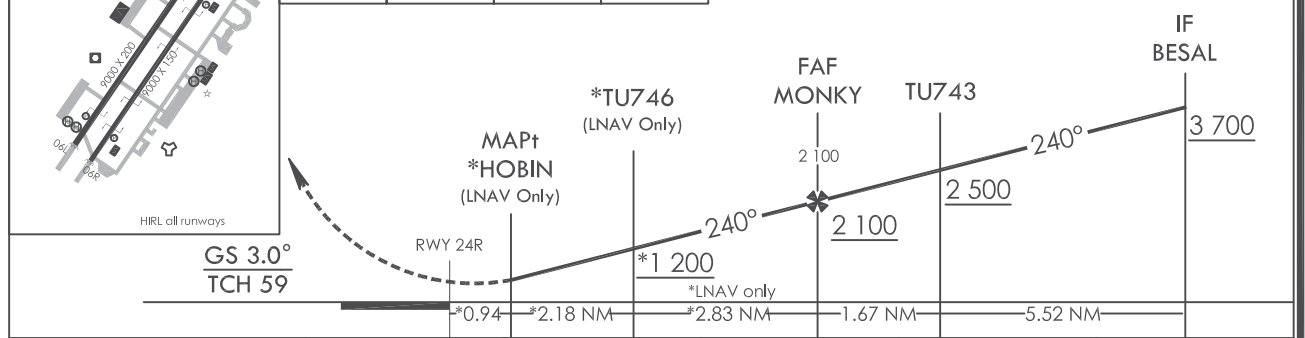 9000 X 200
9000 X 150
06L
06R
HIRL all runways
GS 3.0°
TCH 59
RWY 24R
MAPt
*HOBIN
(LNAV Only)
*TU746
(LNAV Only)
*1 200
*LNAV only
FAF
MONKY
2 100
2 100
TU743
2 500
IF
BESAL
3 700
240°
240°
*0.94
*2.18 NM
*2.83 NM
1.67 NM
5.52 NM